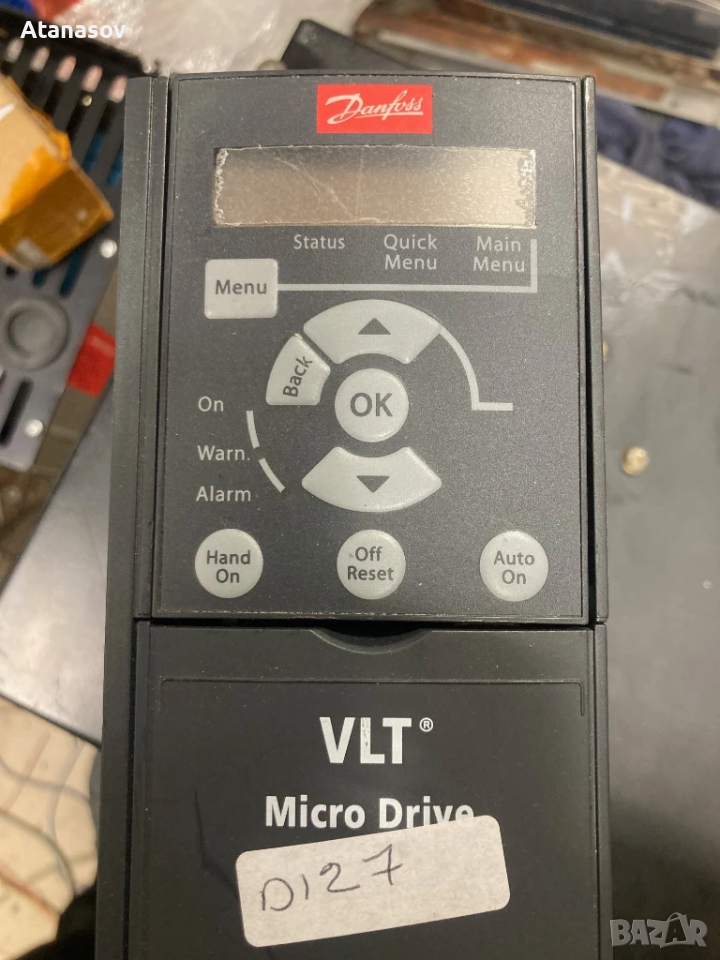 Atanasov
Danfoss
Status Quick Menu Main Menu
Menu
Back
OK
On
Warn.
Alarm
Hand On
Off Reset
Auto On
VLT®
Micro Drive
D127
BAZAR